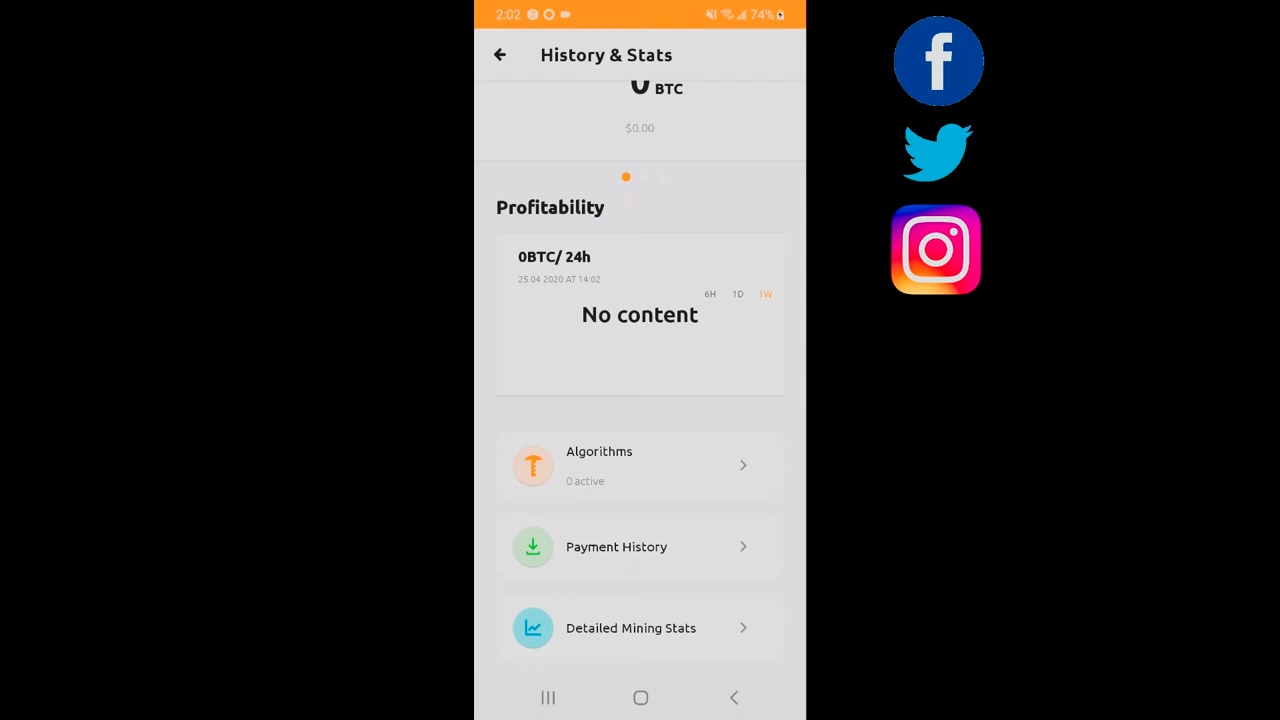 2:02 74%
History & Stats
0 BTC
$0.00
Profitability
0BTC/ 24h
25 04 2020 AT 14:02
6H 1D 1W
No content
Algorithms
0 active
Payment History
Detailed Mining Stats